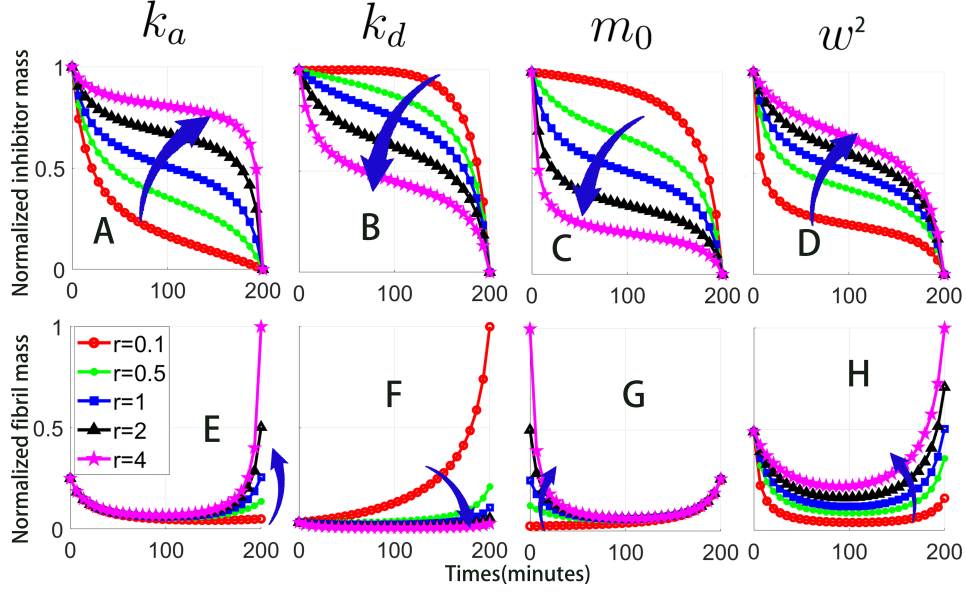 k_a k_d m_0 w^2
Normalized inhibitor mass
1
0.5
0
A B C D
0 100 200 0 100 200 0 100 200 0 100 200
Normalized fibril mass
1
0.5
0
r=0.1
r=0.5
r=1
r=2
r=4
E F G H
0 100 200 0 100 200 0 100 200 0 100 200
Times(minutes)